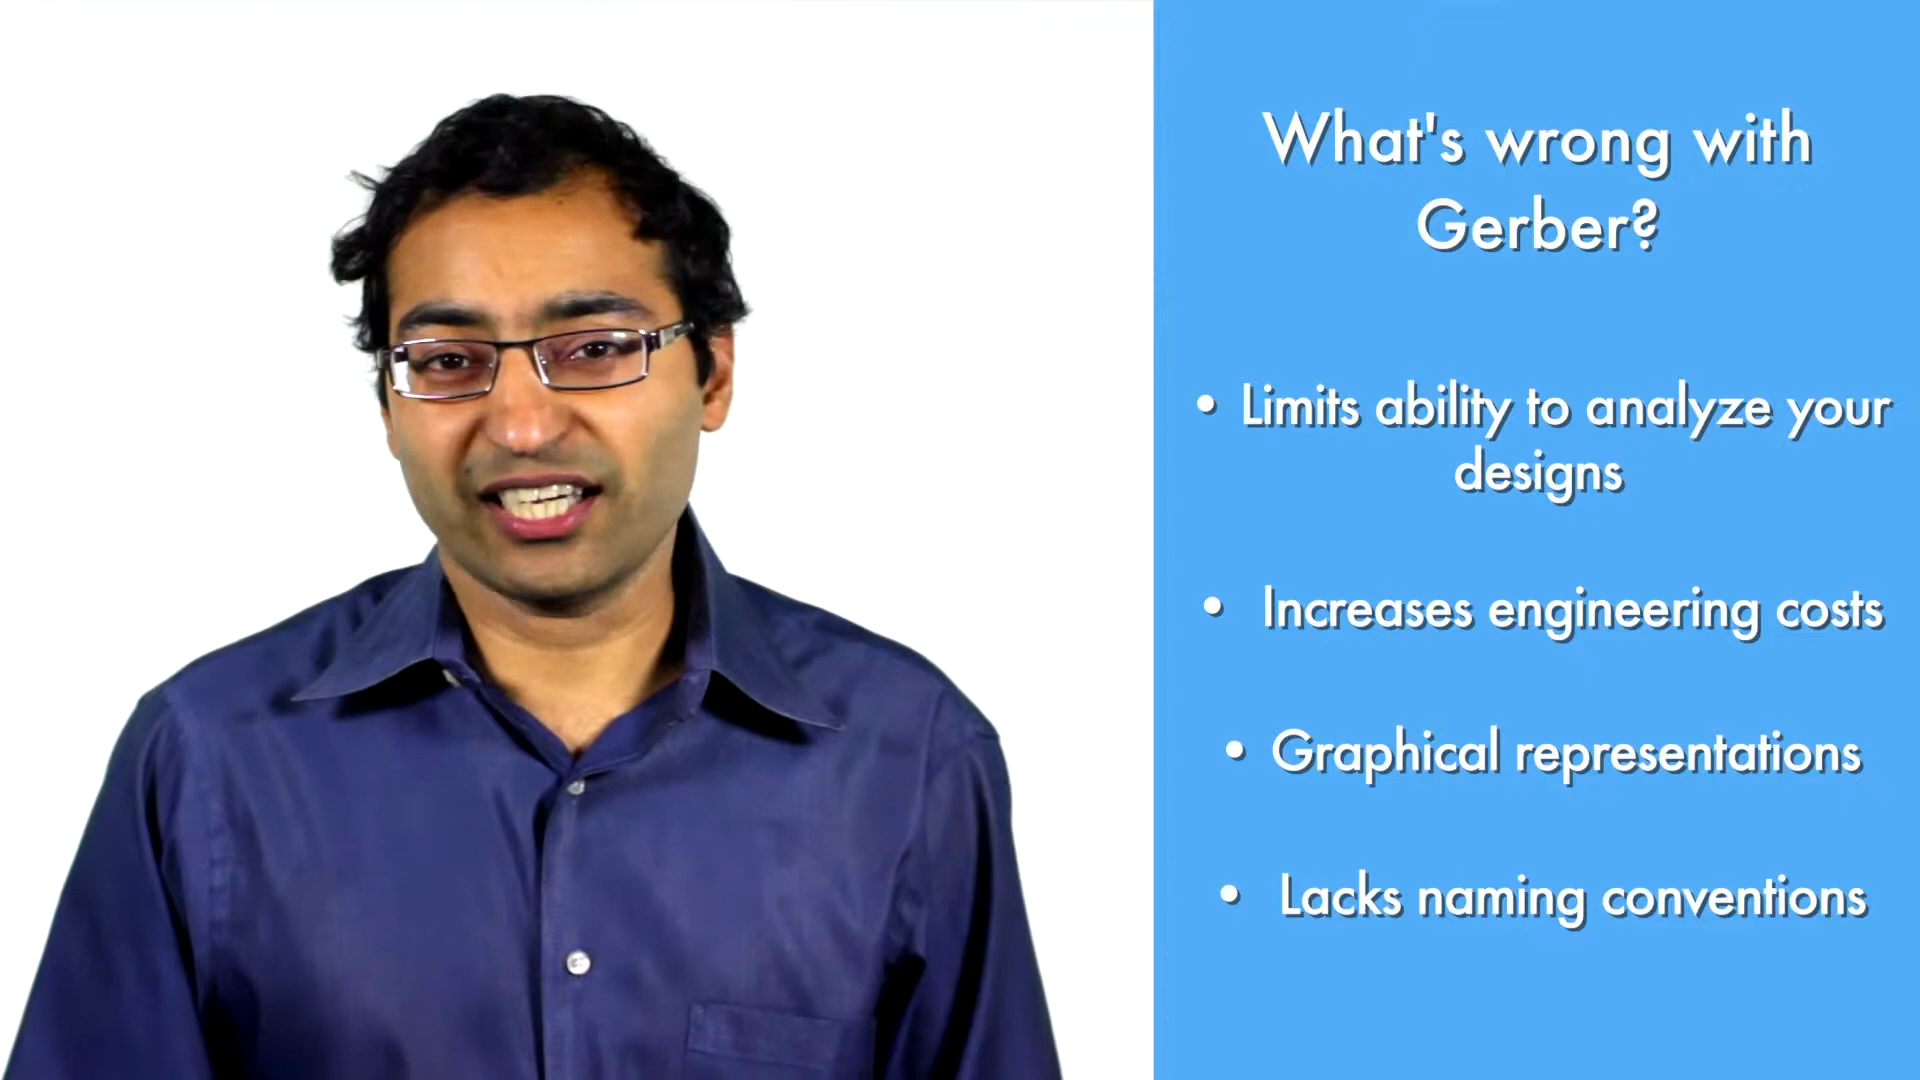 What's wrong with
Gerber?
• Limits ability to analyze your
designs
• Increases engineering costs
• Graphical representations
• Lacks naming conventions